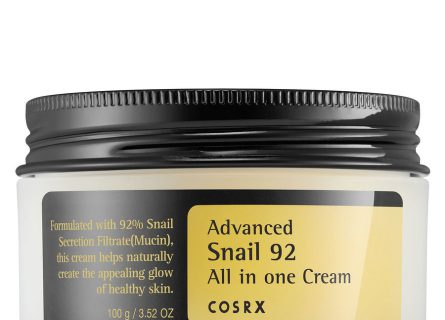 Formulated with 92% Snail
Secretion Filtrate(Mucin),
this cream helps naturally
create the appealing glow
of healthy skin.
100 g / 3.52 OZ
Advanced
Snail 92
All in one Cream
COSRX